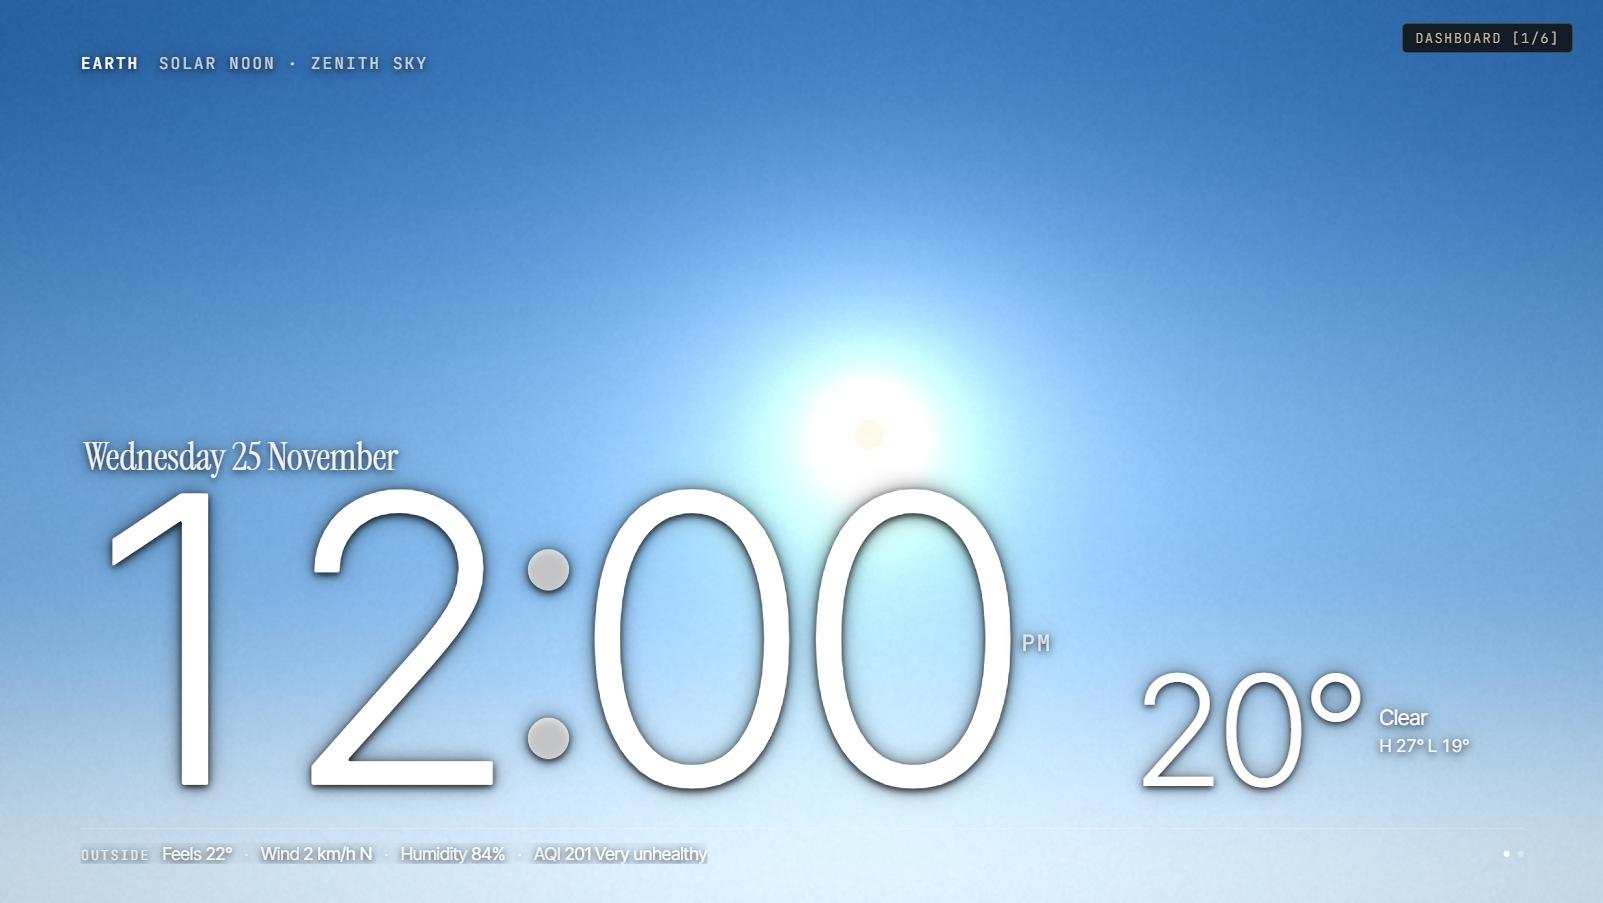 EARTH SOLAR NOON · ZENITH SKY
DASHBOARD [1/6]
Wednesday 25 November
12:00 PM
20°
Clear
H 27° L 19°
OUTSIDE Feels 22° · Wind 2 km/h N · Humidity 84% · AQI 201 Very unhealthy